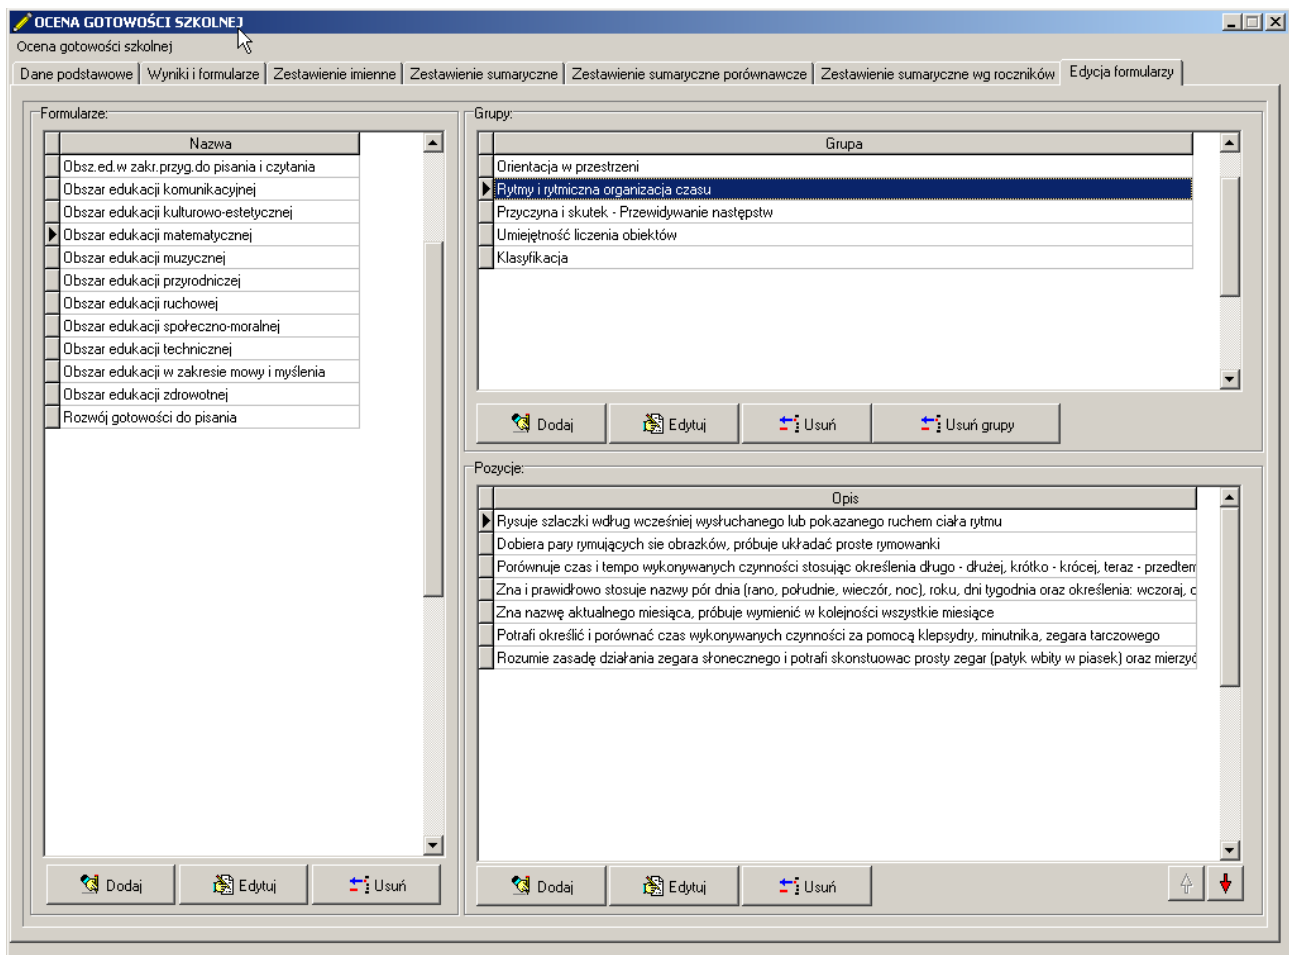 OCENA GOTOWOŚCI SZKOLNEJ
Ocena gotowości szkolnej
Dane podstawowe Wyniki i formularze Zestawienie imienne Zestawienie sumaryczne Zestawienie sumaryczne porównawcze Zestawienie sumaryczne wg roczników Edycja formularzy
Formularze:
Nazwa
Obsz.ed.w zakr.przyg.do pisania i czytania
Obszar edukacji komunikacyjnej
Obszar edukacji kulturowo-estetycznej
Obszar edukacji matematycznej
Obszar edukacji muzycznej
Obszar edukacji przyrodniczej
Obszar edukacji ruchowej
Obszar edukacji społeczno-moralnej
Obszar edukacji technicznej
Obszar edukacji w zakresie mowy i myślenia
Obszar edukacji zdrowotnej
Rozwój gotowości do pisania
Dodaj Edytuj Usuń
Grupy:
Grupa
Orientacja w przestrzeni
Rytmy i rytmiczna organizacja czasu
Przyczyna i skutek - Przewidywanie następstw
Umiejętność liczenia obiektów
Klasyfikacja
Dodaj Edytuj Usuń Usuń grupy
Pozycje:
Opis
Rysuje szlaczki według wcześniej wysłuchanego lub pokazanego ruchem ciała rytmu
Dobiera pary rymujących sie obrazków, próbuje układać proste rymowanki
Porównuje czas i tempo wykonywanych czynności stosując określenia długo - dłużej, krótko - krócej, teraz - przedtem
Zna i prawidłowo stosuje nazwy pór dnia (rano, południe, wieczór, noc), roku, dni tygodnia oraz określenia: wczoraj,
Zna nazwę aktualnego miesiąca, próbuje wymienić w kolejności wszystkie miesiące
Potrafi określić i porównać czas wykonywanych czynności za pomocą klepsydry, minutnika, zegara tarczowego
Rozumie zasadę działania zegara słonecznego i potrafi skonstuowac prosty zegar (patyk wbity w piasek) oraz mierzyć
Dodaj Edytuj Usuń